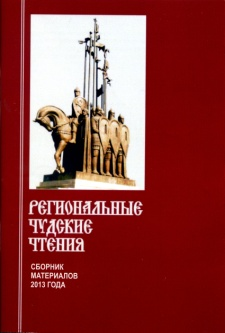 РЕГИОНАЛЬНЫЕ
ЧУДСКИЕ
ЧТЕНИЯ
СБОРНИК
МАТЕРИАЛОВ
2013 ГОДА